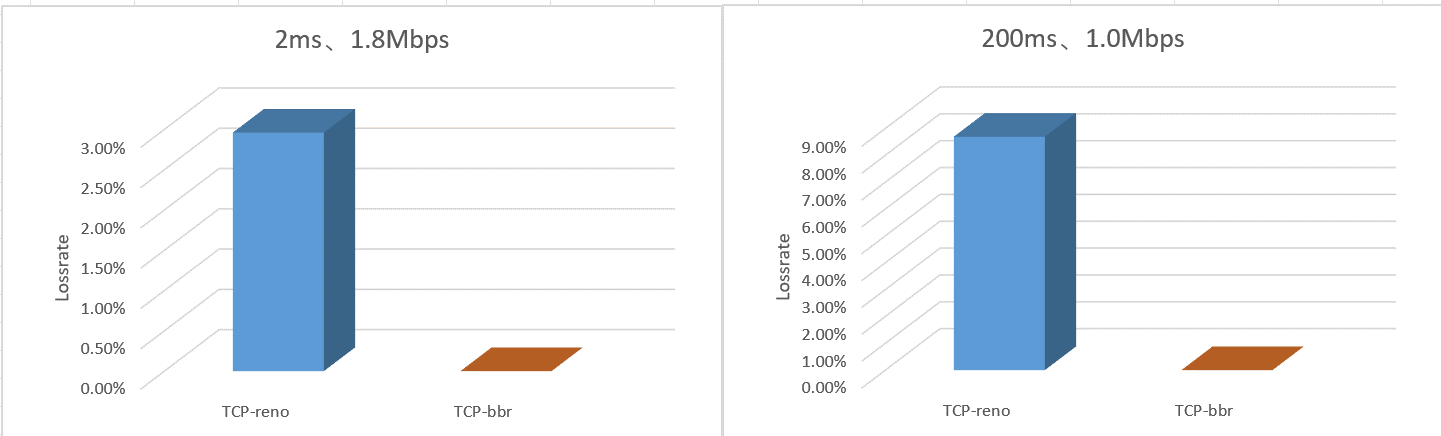 2ms、1.8Mbps
3.00%
2.50%
2.00%
1.50%
1.00%
0.50%
0.00%
Lossrate
TCP-reno
TCP-bbr
200ms、1.0Mbps
9.00%
8.00%
7.00%
6.00%
5.00%
4.00%
3.00%
2.00%
1.00%
0.00%
Lossrate
TCP-reno
TCP-bbr